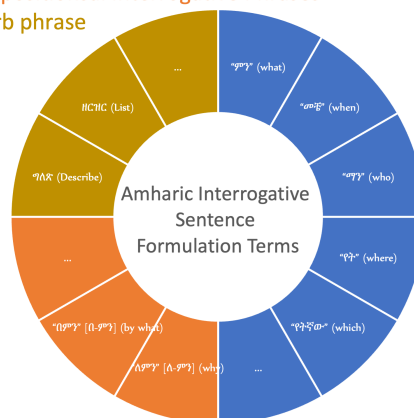 rb phrase
"ምን" (what)
"መቼ" (when)
"ማን" (who)
"የት" (where)
"የትኛው" (which)
...
"ለምን" [ለ-ምን] (why)
"በምን" [በ-ምን] (by what)
...
ግለጽ (Describe)
ዘርዝር (List)
...
Amharic Interrogative
Sentence
Formulation Terms